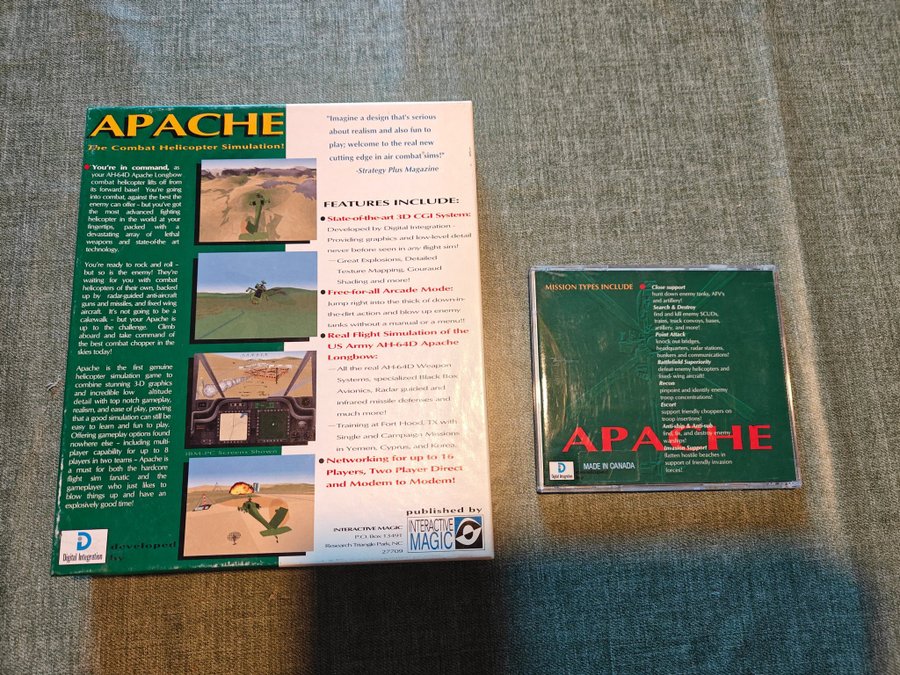 APACHE
The Combat Helicopter Simulation!
You're in command, as
your AH-64D Apache Longbow
combat helicopter lifts off from
its forward base! You're going
into combat, against the best the
enemy can offer - but you've got
the most advanced fighting
helicopter in the world at your
fingertips, packed with a
devastating array of lethal
weapons and state-of-the art
technology.
You're ready to rock and roll -
but so is the enemy! They're
waiting for you with combat
helicopters of their own, backed
up by radar-guided anti-aircraft
guns and missiles, and fixed wing
aircraft. It's not going to be a
cakewalk - but your Apache is
up to the challenge. Climb
aboard and take command of
the best combat chopper in the
skies today!
Apache is the first genuine
helicopter simulation game to
combine stunning 3-D graphics
and incredible low altitude
detail with top notch gameplay,
realism, and ease of play, proving
that a good simulation can still be
easy to learn and fun to play.
Offering gameplay options found
nowhere else - including multi-
player capability for up to 8
players in two teams - Apache is
a must for both the hardcore
flight sim fanatic and the
gameplayer who just likes to
blow things up and have an
explosively good time!
IBM-PC Screens Shown
Digital Integration
developed
by
"Imagine a design that's serious
about realism and also fun to
play; welcome to the real new
cutting edge in air combat sims!"
-Strategy Plus Magazine
FEATURES INCLUDE:
State-of-the-art 3D CGI System:
Developed by Digital Integration -
Providing graphics and low-level detail
never before seen in any flight sim!
— Great Explosions, Detailed
Texture Mapping, Gouraud
Shading and more!
Free-for-all Arcade Mode:
Jump right into the thick of down-in-
the-dirt action and blow up enemy
tanks without a manual or a menu!!
Real Flight Simulation of the
US Army AH-64D Apache
Longbow:
— All the real AH-64D Weapon
Systems, specialized Black Box
Avionics, Radar guided and
infrared missile defenses and
much more!
— Training at Fort Hood, TX with
Single and Campaign Missions
in Yemen, Cyprus, and Korea.
Networking for up to 16
Players, Two Player Direct
and Modem to Modem!
published by
INTERACTIVE MAGIC
P.O. Box 13491
Research Triangle Park, NC
27709
INTERACTIVE
MAGIC
MISSION TYPES INCLUDE
Close support
hunt down enemy tanks, APV's
and artillery!
Search & Destroy
find and kill enemy SCUDs,
trains, truck convoys, bases,
artillery, and more!
Point Attack
knock out bridges,
headquarters, radar stations,
bunkers and communications!
Battlefield Superiority
defeat enemy helicopters and
fixed-wing aircraft!
Recon
pinpoint and identify enemy
troop concentrations!
Escort
support friendly choppers on
troop insertions!
Anti-ship & Anti-sub
find, fix, and destroy enemy
warships!
Invasion Support
flatten hostile beaches in
support of friendly invasion
forces!
APACHE
Digital Integration
MADE IN CANADA